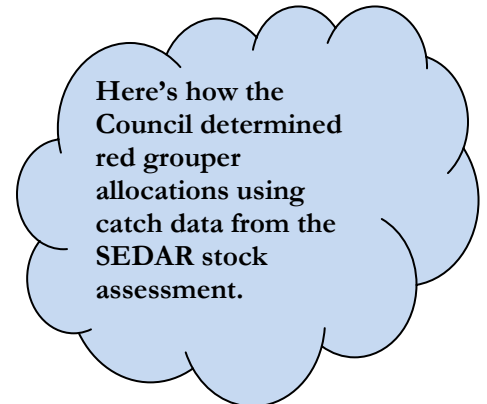 Here’s how the
Council determined
red grouper
allocations using
catch data from the
SEDAR stock
assessment.